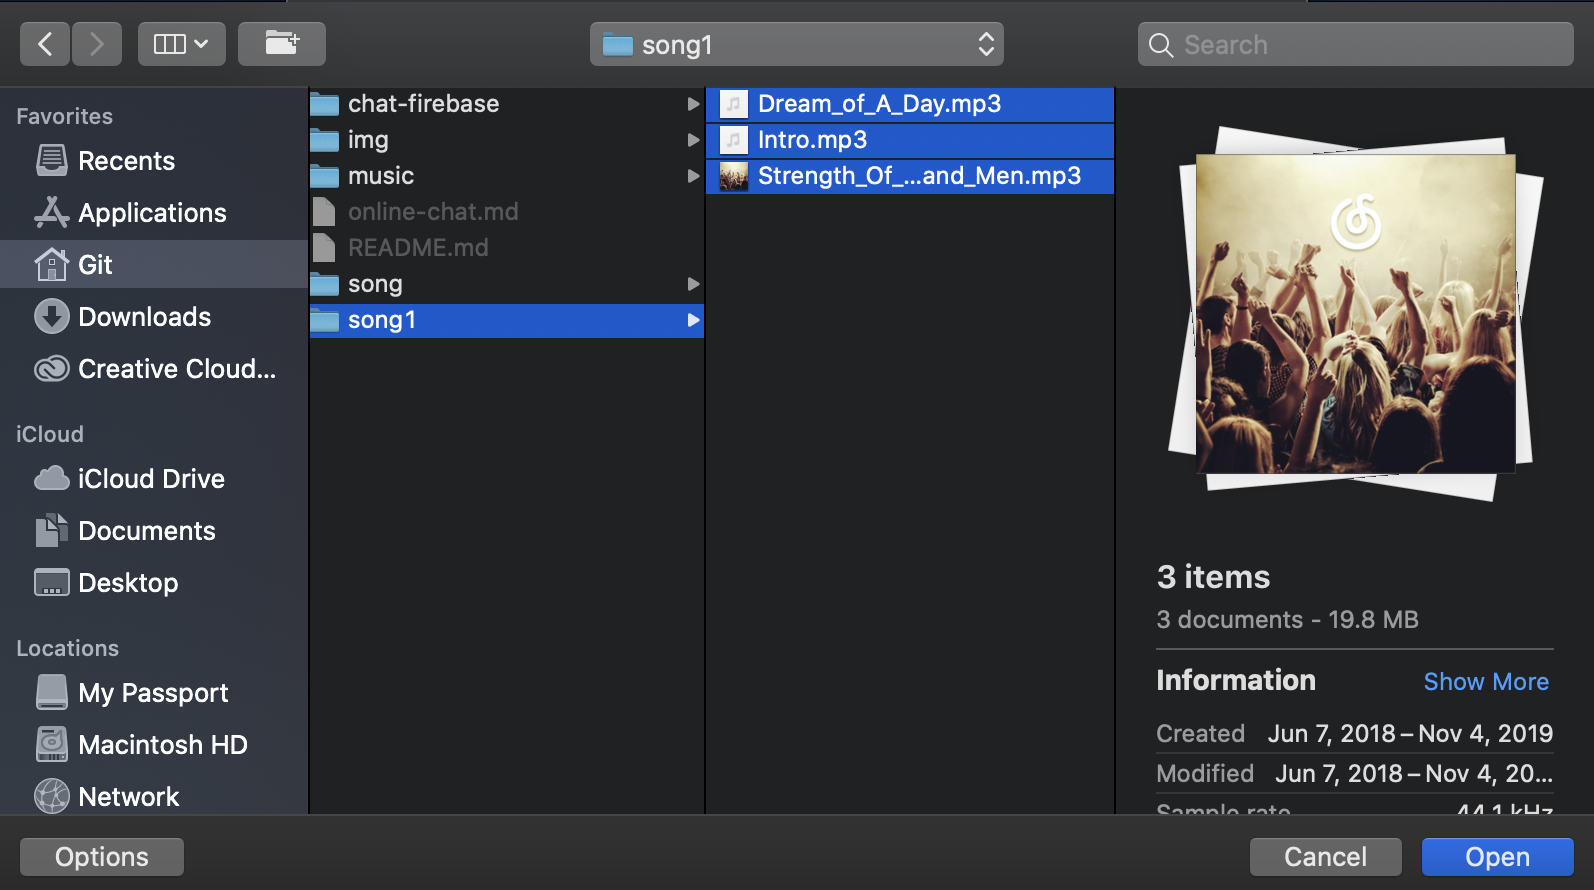 song1
Search
Favorites
Recents
Applications
Git
Downloads
Creative Cloud...
iCloud
iCloud Drive
Documents
Desktop
Locations
My Passport
Macintosh HD
Network
chat-firebase
img
music
online-chat.md
README.md
song
song1
Dream_of_A_Day.mp3
Intro.mp3
Strength_Of_...and_Men.mp3
3 items
3 documents - 19.8 MB
Information Show More
Created Jun 7, 2018 – Nov 4, 2019
Modified Jun 7, 2018 – Nov 4, 20...
Sample rate 44.1 kHz
Options
Cancel
Open